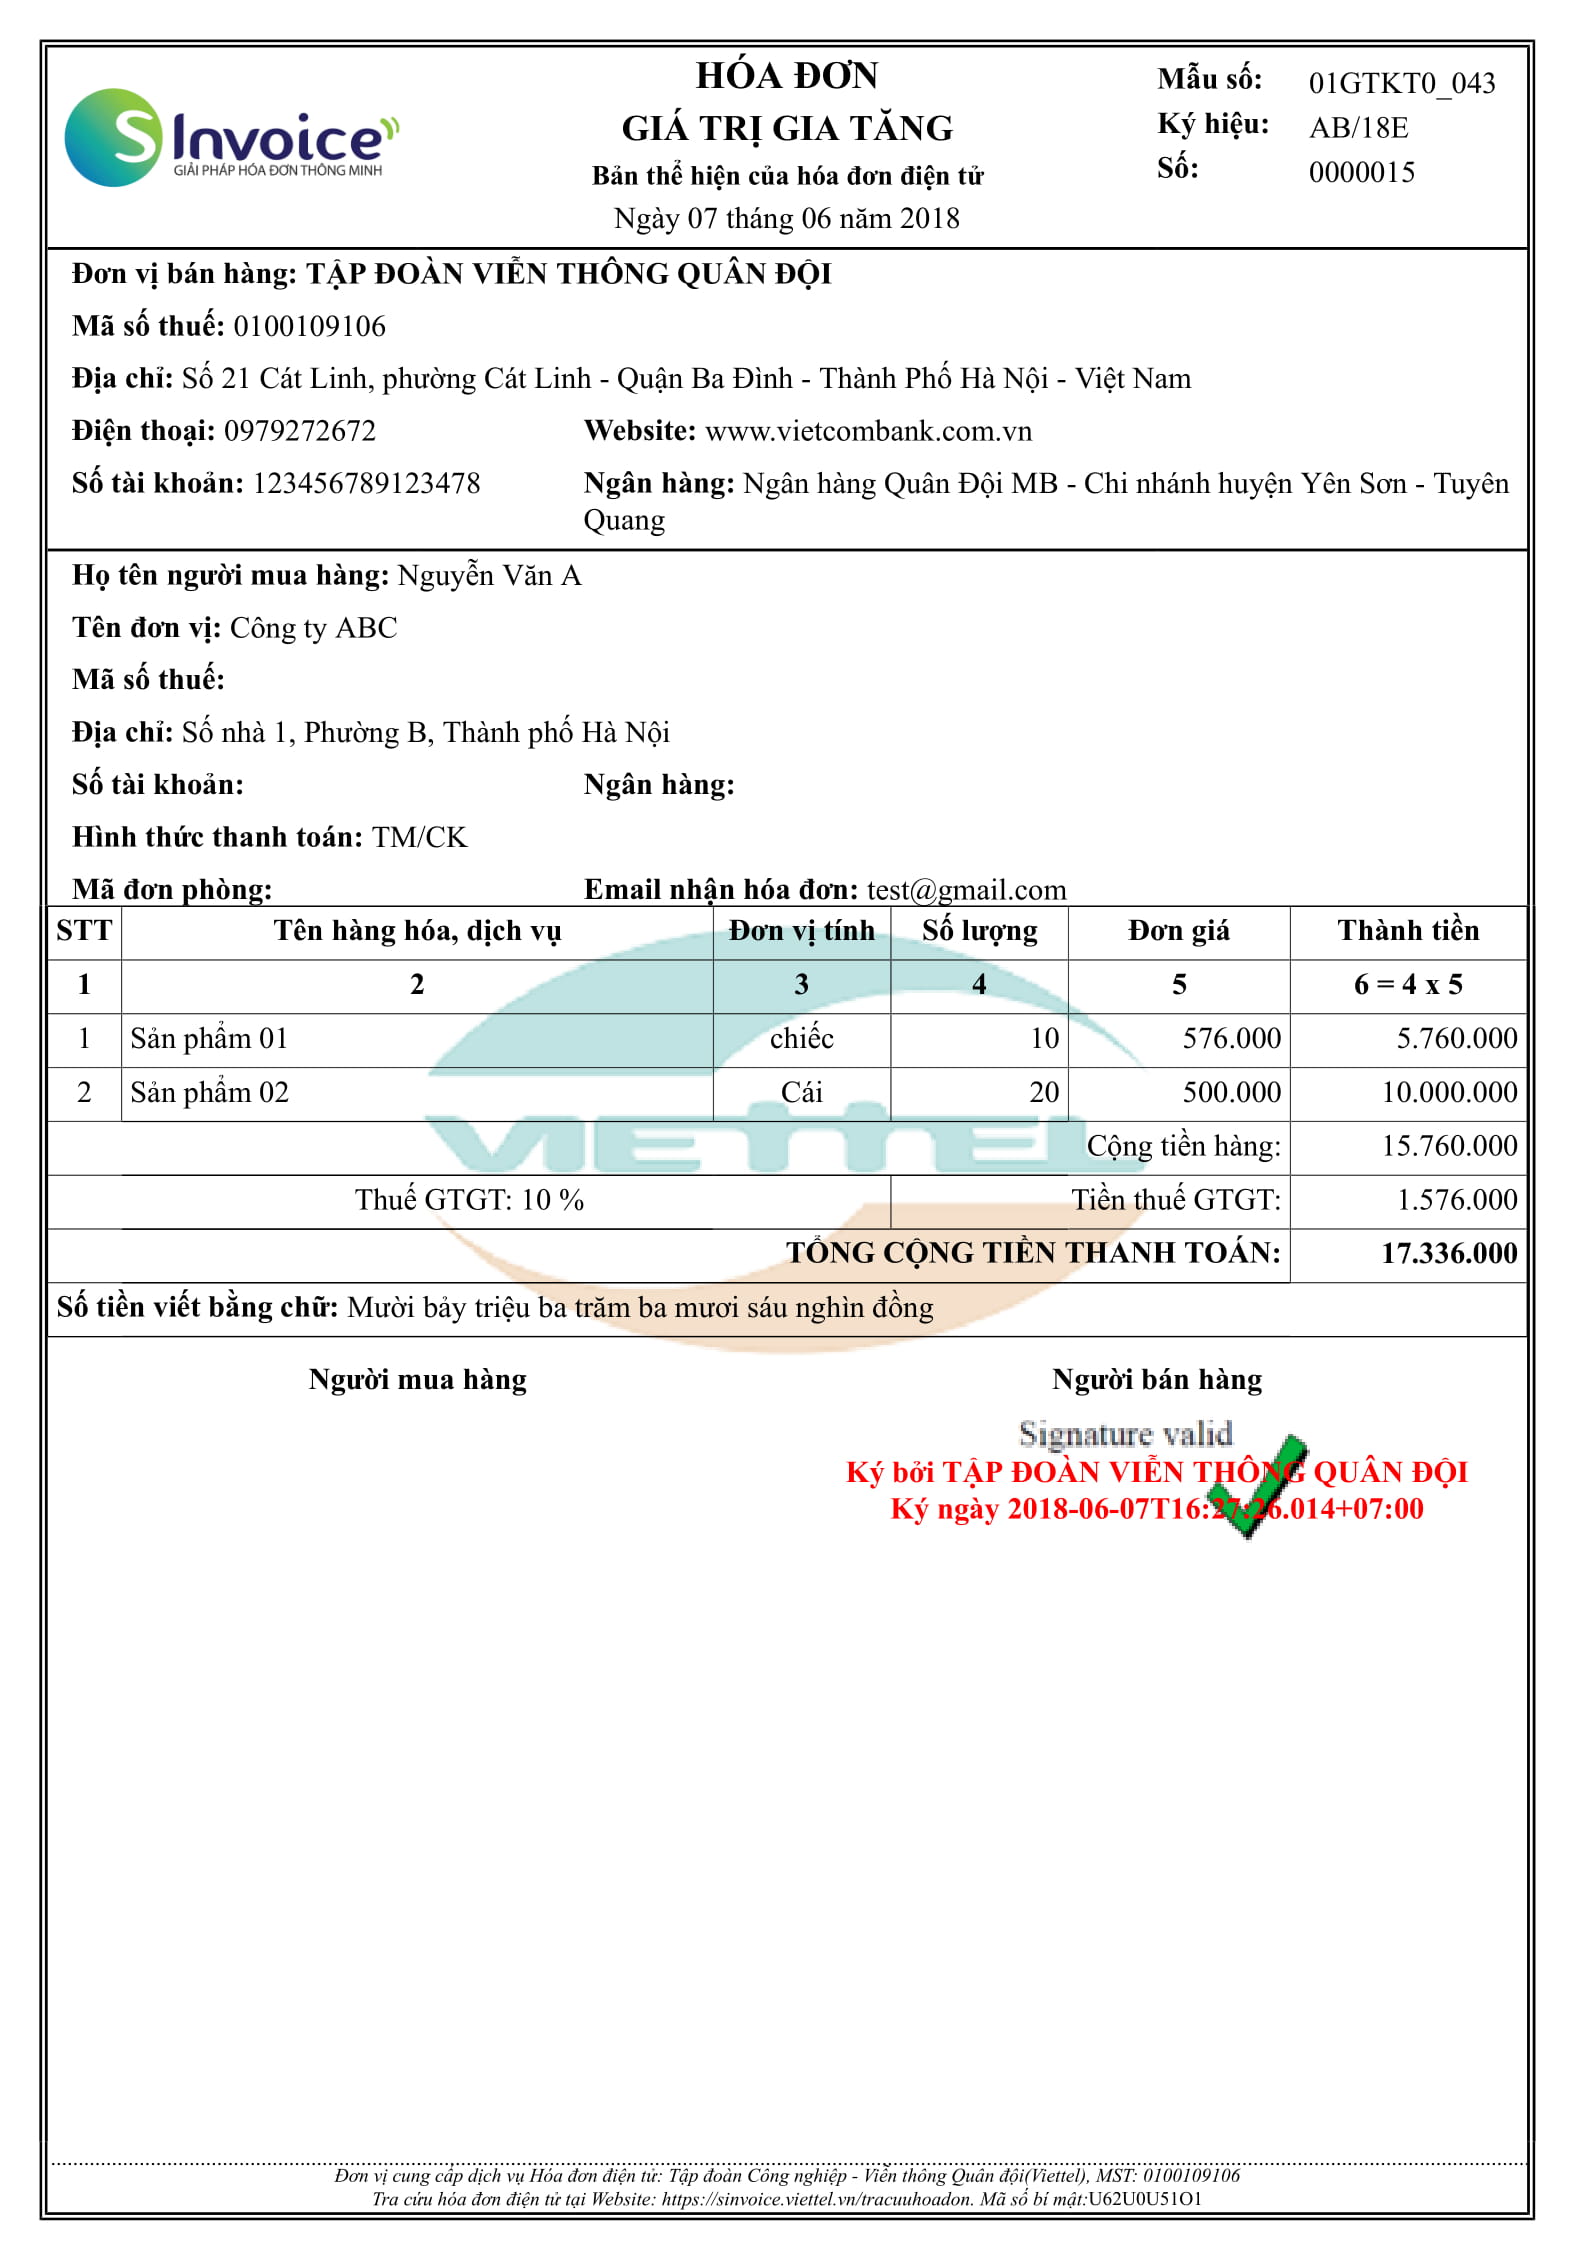 S Invoice
GIẢI PHÁP HÓA ĐƠN THÔNG MINH
HÓA ĐƠN
GIÁ TRỊ GIA TĂNG
Bản thể hiện của hóa đơn điện tử
Ngày 07 tháng 06 năm 2018
Mẫu số: 01GTKT0_043
Ký hiệu: AB/18E
Số: 0000015
Đơn vị bán hàng: TẬP ĐOÀN VIỄN THÔNG QUÂN ĐỘI
Mã số thuế: 0100109106
Địa chỉ: Số 21 Cát Linh, phường Cát Linh - Quận Ba Đình - Thành Phố Hà Nội - Việt Nam
Điện thoại: 0979272672 Website: www.vietcombank.com.vn
Số tài khoản: 123456789123478 Ngân hàng: Ngân hàng Quân Đội MB - Chi nhánh huyện Yên Sơn - Tuyên
Quang
Họ tên người mua hàng: Nguyễn Văn A
Tên đơn vị: Công ty ABC
Mã số thuế:
Địa chỉ: Số nhà 1, Phường B, Thành phố Hà Nội
Số tài khoản: Ngân hàng:
Hình thức thanh toán: TM/CK
Mã đơn phòng: Email nhận hóa đơn: test@gmail.com
STT Tên hàng hóa, dịch vụ Đơn vị tính Số lượng Đơn giá Thành tiền
1 2 3 4 5 6 = 4 x 5
1 Sản phẩm 01 chiếc 10 576.000 5.760.000
2 Sản phẩm 02 Cái 20 500.000 10.000.000
VIETTEL
Cộng tiền hàng: 15.760.000
Thuế GTGT: 10 % Tiền thuế GTGT: 1.576.000
TỔNG CỘNG TIỀN THANH TOÁN: 17.336.000
Số tiền viết bằng chữ: Mười bảy triệu ba trăm ba mươi sáu nghìn đồng
Người mua hàng Người bán hàng
Signature valid
Ký bởi TẬP ĐOÀN VIỄN THÔNG QUÂN ĐỘI
Ký ngày 2018-06-07T16:27:26.014+07:00
Đơn vị cung cấp dịch vụ Hóa đơn điện tử: Tập đoàn Công nghiệp - Viễn thông Quân đội(Viettel), MST: 0100109106
Tra cứu hóa đơn điện tử tại Website: https://sinvoice.viettel.vn/tracuuhoadon. Mã số bí mật:U62U0U51O1